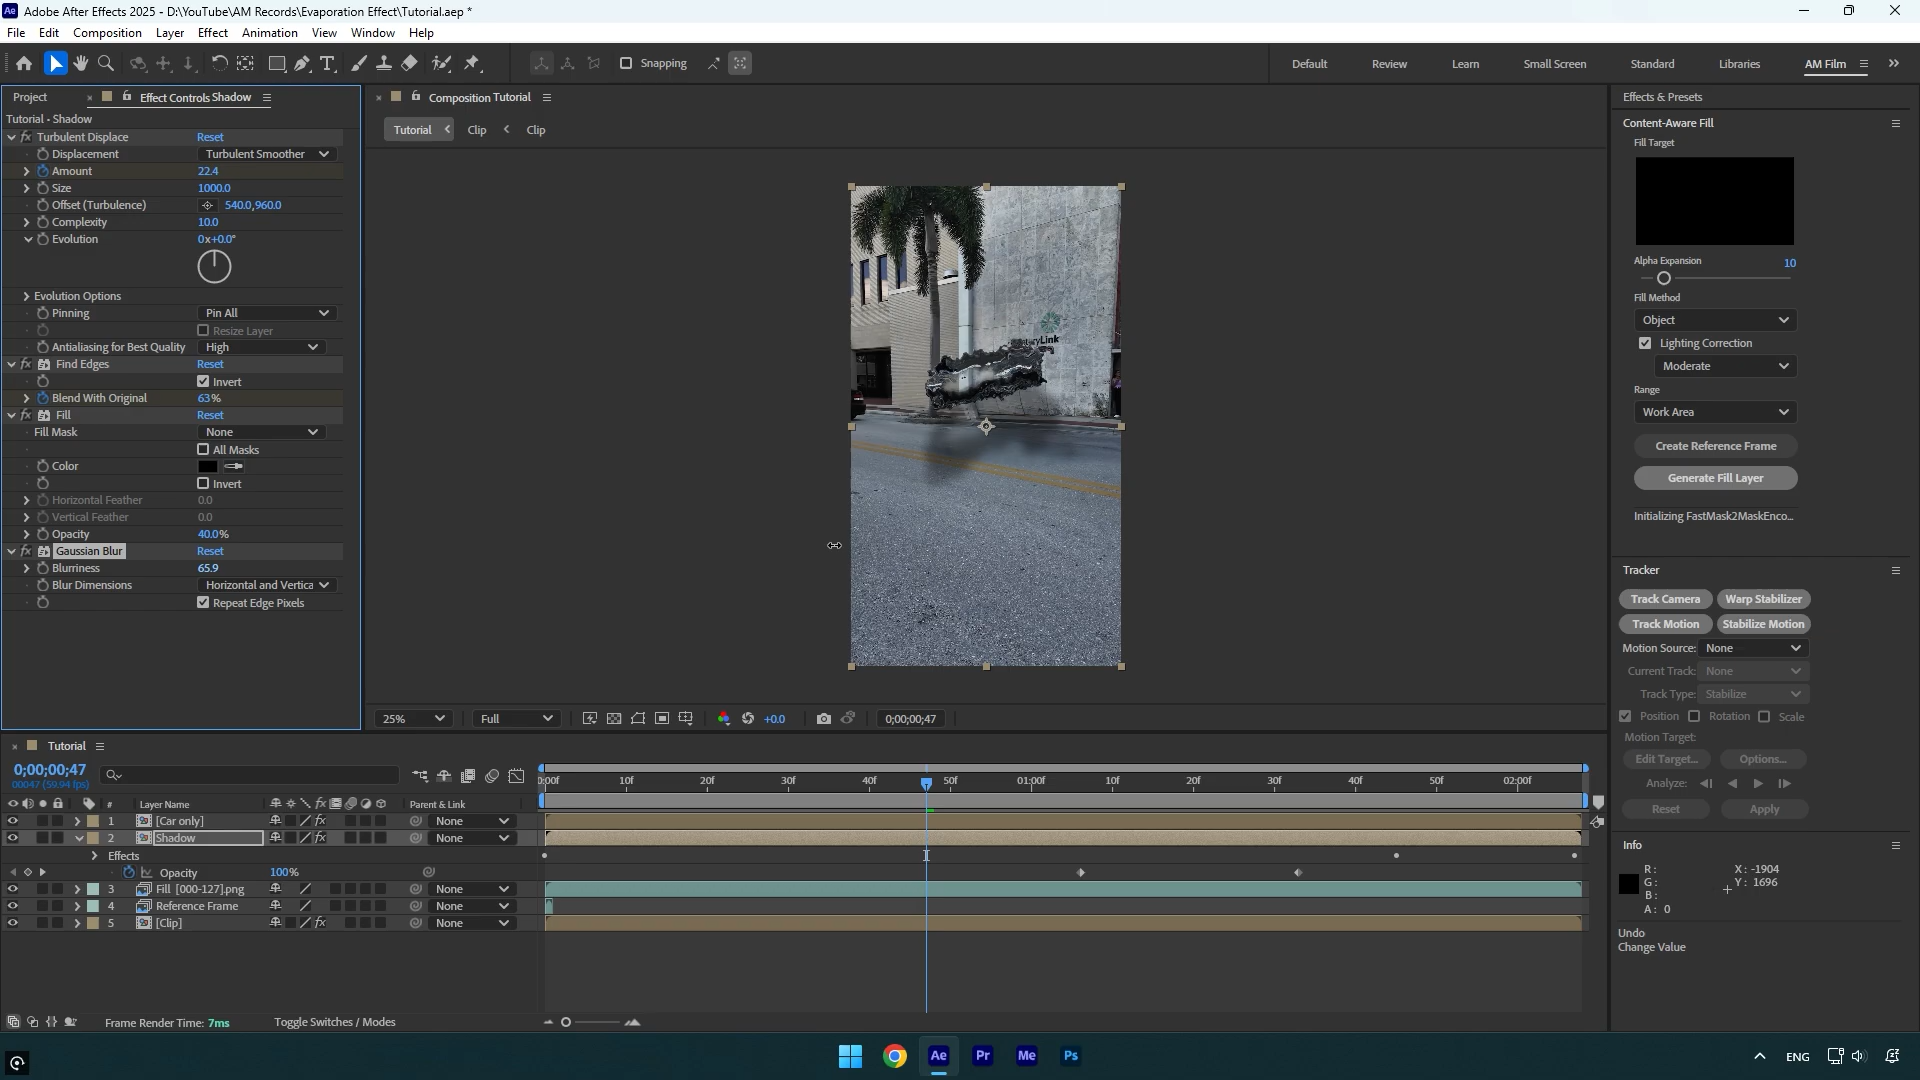 Adobe After Effects 2025 - D:\YouTube\AM Records\Evaporation Effect\Tutorial.aep *
File Edit Composition Layer Effect Animation View Window Help
Snapping
Default Review Learn Small Screen Standard Libraries AM Film
Project Effect Controls Shadow
Tutorial • Shadow
Turbulent Displace Reset
Displacement Turbulent Smoother
Amount 22.4
Size 1000.0
Offset (Turbulence) 540.0,960.0
Complexity 10.0
Evolution 0x+0.0°
Evolution Options
Pinning Pin All
Resize Layer
Antialiasing for Best Quality High
Find Edges Reset
Invert
Blend With Original 63%
Fill Reset
Fill Mask None
All Masks
Color
Invert
Horizontal Feather 0.0
Vertical Feather 0.0
Opacity 40.0%
Gaussian Blur Reset
Blurriness 65.9
Blur Dimensions Horizontal and Vertica
Repeat Edge Pixels
Composition Tutorial
Tutorial Clip Clip
Link
25% Full +0.0 0;00;00;47
Effects & Presets
Content-Aware Fill
Fill Target
Alpha Expansion 10
Fill Method
Object
Lighting Correction
Moderate
Range
Work Area
Create Reference Frame
Generate Fill Layer
Initializing FastMask2MaskEnco...
Tracker
Track Camera Warp Stabilizer
Track Motion Stabilize Motion
Motion Source: None
Current Track: None
Track Type: Stabilize
Position Rotation Scale
Motion Target:
Edit Target... Options...
Analyze:
Reset Apply
Info
R: X: -1904
G: Y: 1696
B:
A: 0
Undo
Change Value
Tutorial
0;00;00;47
00047 (59.94 fps)
0:00f 10f 20f 30f 40f 50f 01:00f 10f 20f 30f 40f 50f 02:00f
# Layer Name Parent & Link
1 [Car only] None
2 Shadow None
Effects
Opacity 100%
3 Fill [000-127].png None
4 Reference Frame None
5 [Clip] None
Frame Render Time: 7ms Toggle Switches / Modes
Ae Pr Me Ps
ENG